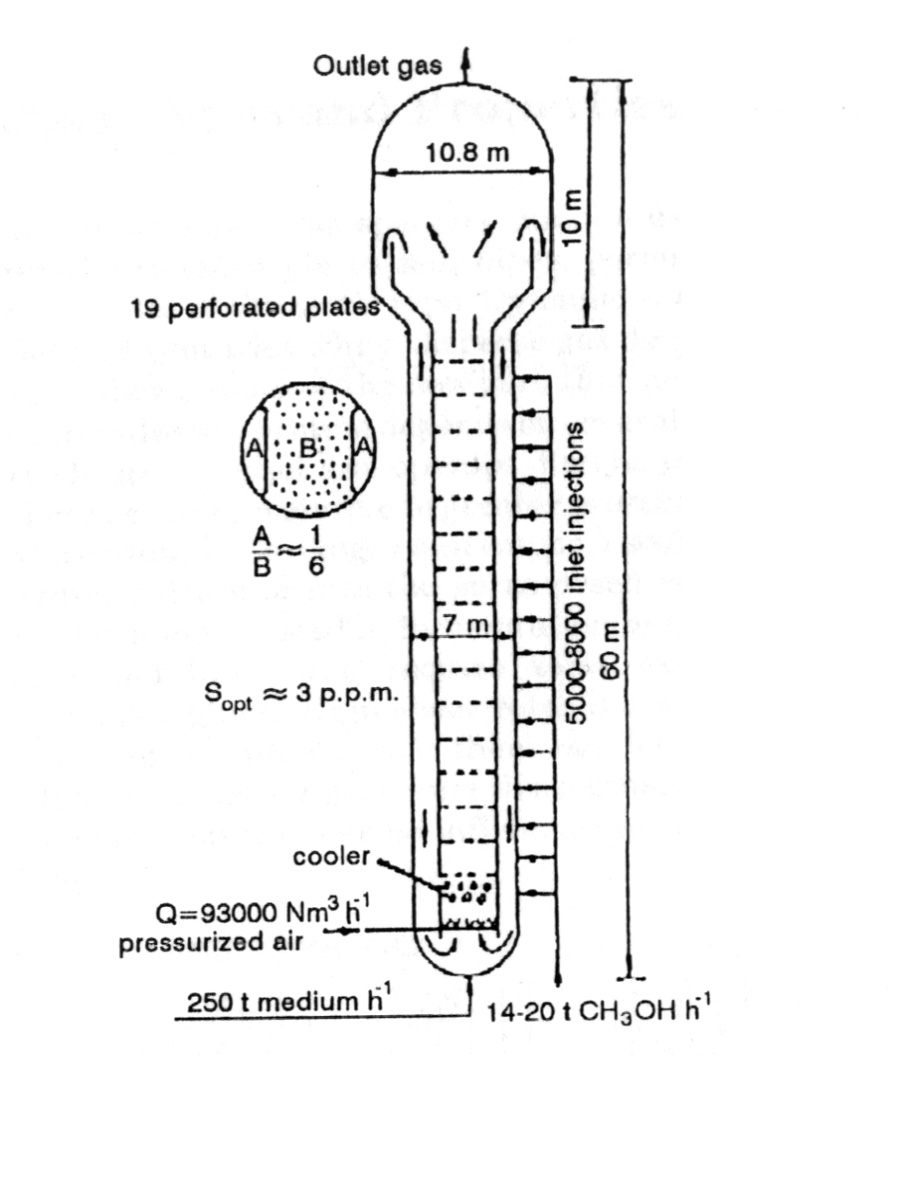 Outlet gas
10.8 m
10 m
19 perforated plates
A B A
A/B ≈ 1/6
7 m
5000-8000 inlet injections
60 m
Sopt ≈ 3 p.p.m.
cooler
Q=93000 Nm³ h⁻¹
pressurized air
250 t medium h⁻¹
14-20 t CH₃OH h⁻¹